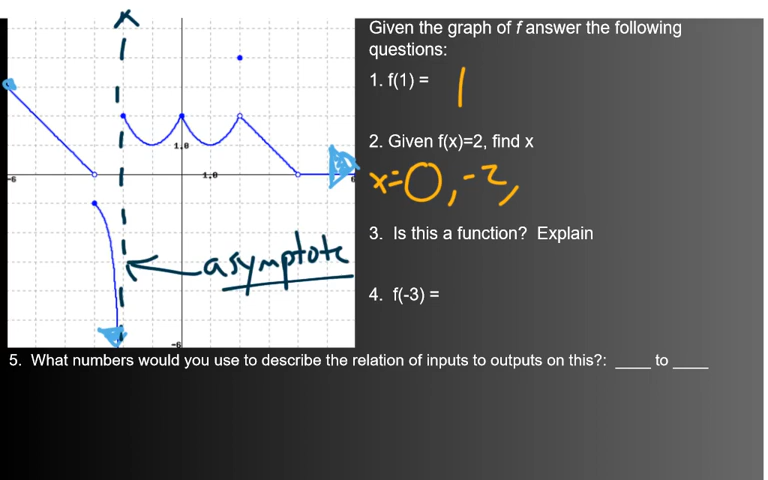 Given the graph of f answer the following
questions:
1. f(1) = 1
2. Given f(x)=2, find x
x=0, -2,
3. Is this a function? Explain
4. f(-3) =
5. What numbers would you use to describe the relation of inputs to outputs on this?: ____ to ____
1.0
-6
1.0
6
asymptote
-6